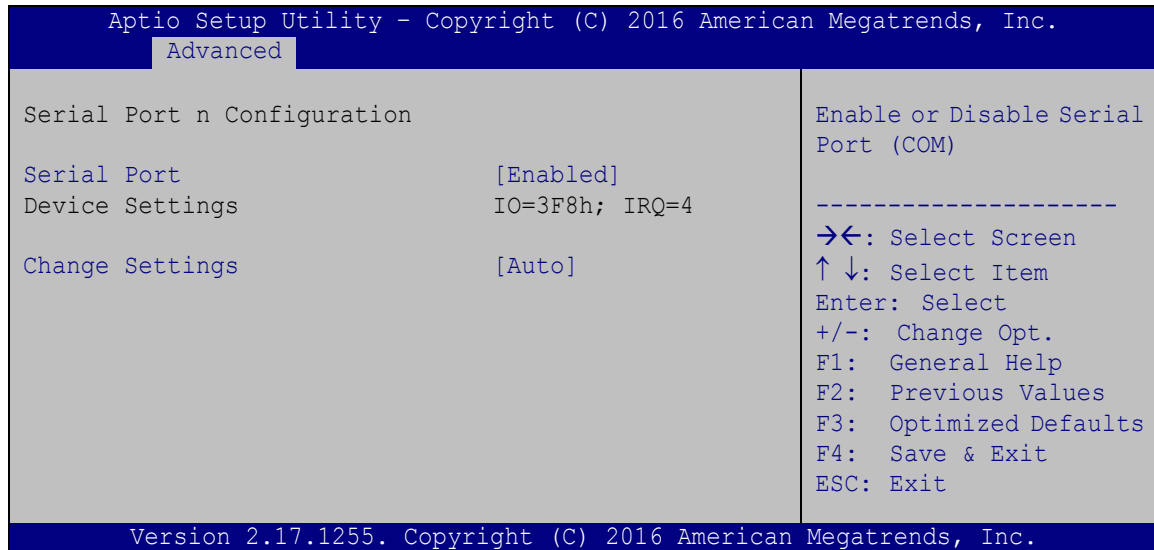 Aptio Setup Utility – Copyright (C) 2016 American Megatrends, Inc.
Advanced
Serial Port n Configuration
Serial Port [Enabled]
Device Settings IO=3F8h; IRQ=4
Change Settings [Auto]
Enable or Disable Serial
Port (COM)
---------------------
→←: Select Screen
↑ ↓: Select Item
Enter: Select
+/-: Change Opt.
F1: General Help
F2: Previous Values
F3: Optimized Defaults
F4: Save & Exit
ESC: Exit
Version 2.17.1255. Copyright (C) 2016 American Megatrends, Inc.